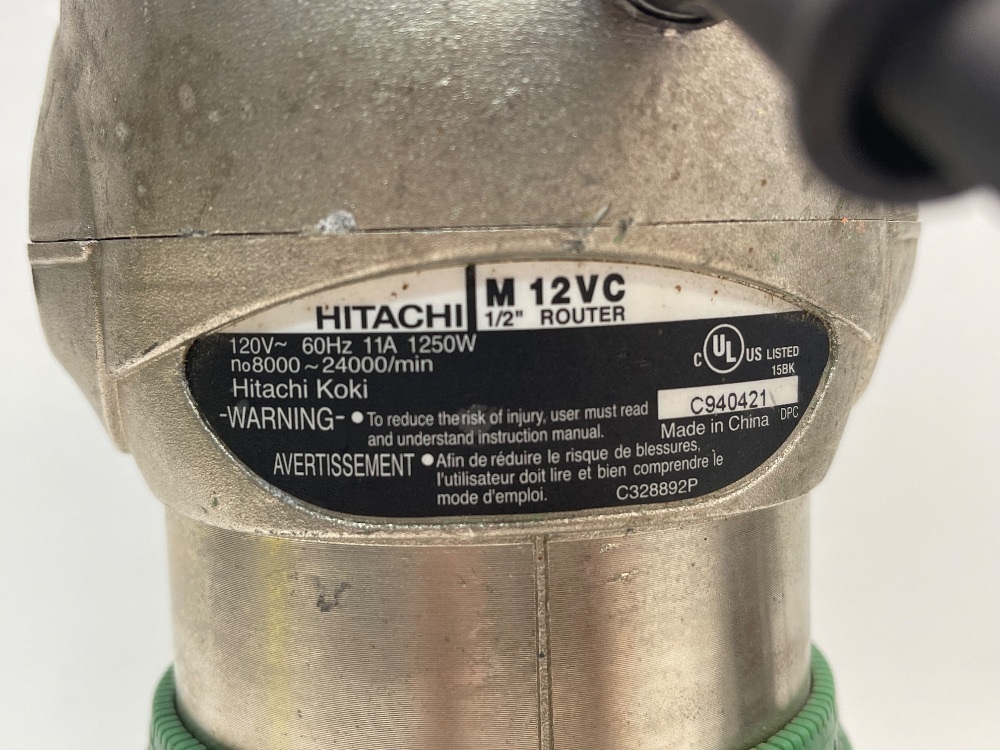 HITACHI
M 12VC
1/2" ROUTER
120V~ 60Hz 11A 1250W
no8000~24000/min
Hitachi Koki
C UL US LISTED
15BK
C940421
Made in China DPC
-WARNING- • To reduce the risk of injury, user must read
and understand instruction manual.
AVERTISSEMENT • Afin de réduire le risque de blessures,
l'utilisateur doit lire et bien comprendre le
mode d'emploi.
C328892P